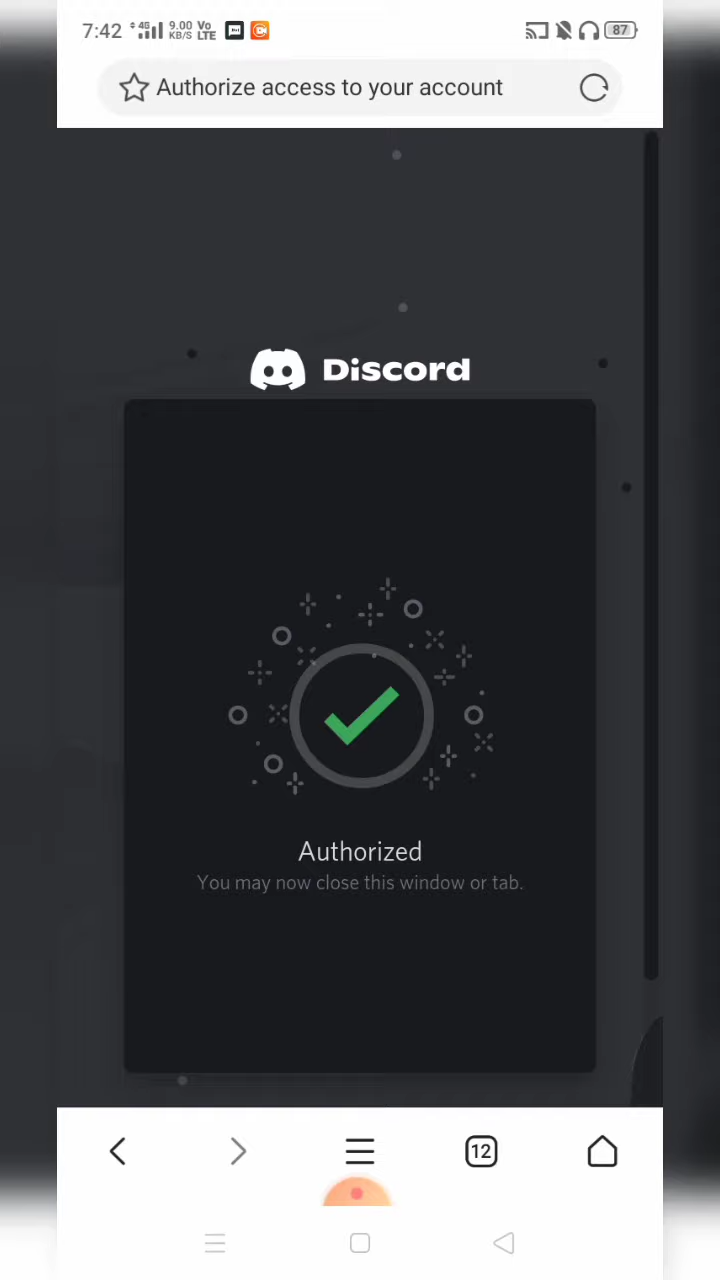 7:42 4G 9.00 KB/S Vo LTE 87
Authorize access to your account
Discord
Authorized
You may now close this window or tab.
12